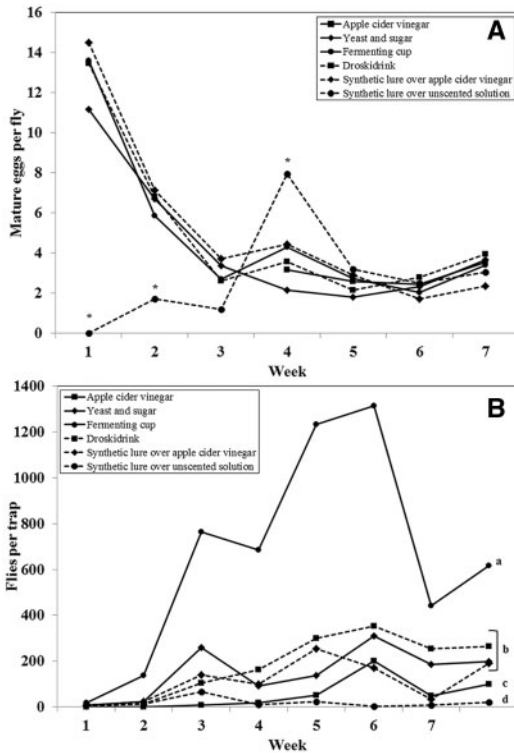 A
Mature eggs per fly
16
14
12
10
8
6
4
2
0
Apple cider vinegar
Yeast and sugar
Fermenting cup
Droskidrink
Synthetic lure over apple cider vinegar
Synthetic lure over unscented solution
*
*
*
1 2 3 4 5 6 7
Week
B
Flies per trap
1400
1200
1000
800
600
400
200
0
Apple cider vinegar
Yeast and sugar
Fermenting cup
Droskidrink
Synthetic lure over apple cider vinegar
Synthetic lure over unscented solution
a
b
c
d
1 2 3 4 5 6 7
Week